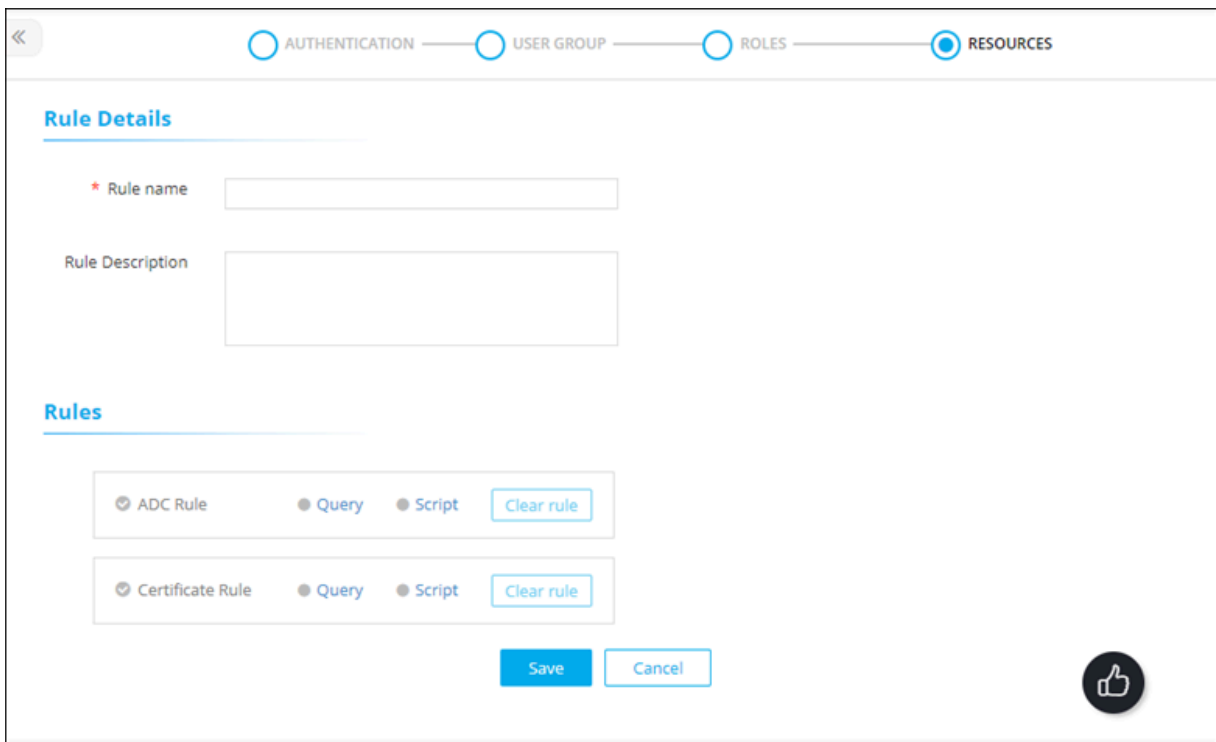 AUTHENTICATION USER GROUP ROLES RESOURCES
Rule Details
* Rule name
Rule Description
Rules
ADC Rule Query Script Clear rule
Certificate Rule Query Script Clear rule
Save Cancel